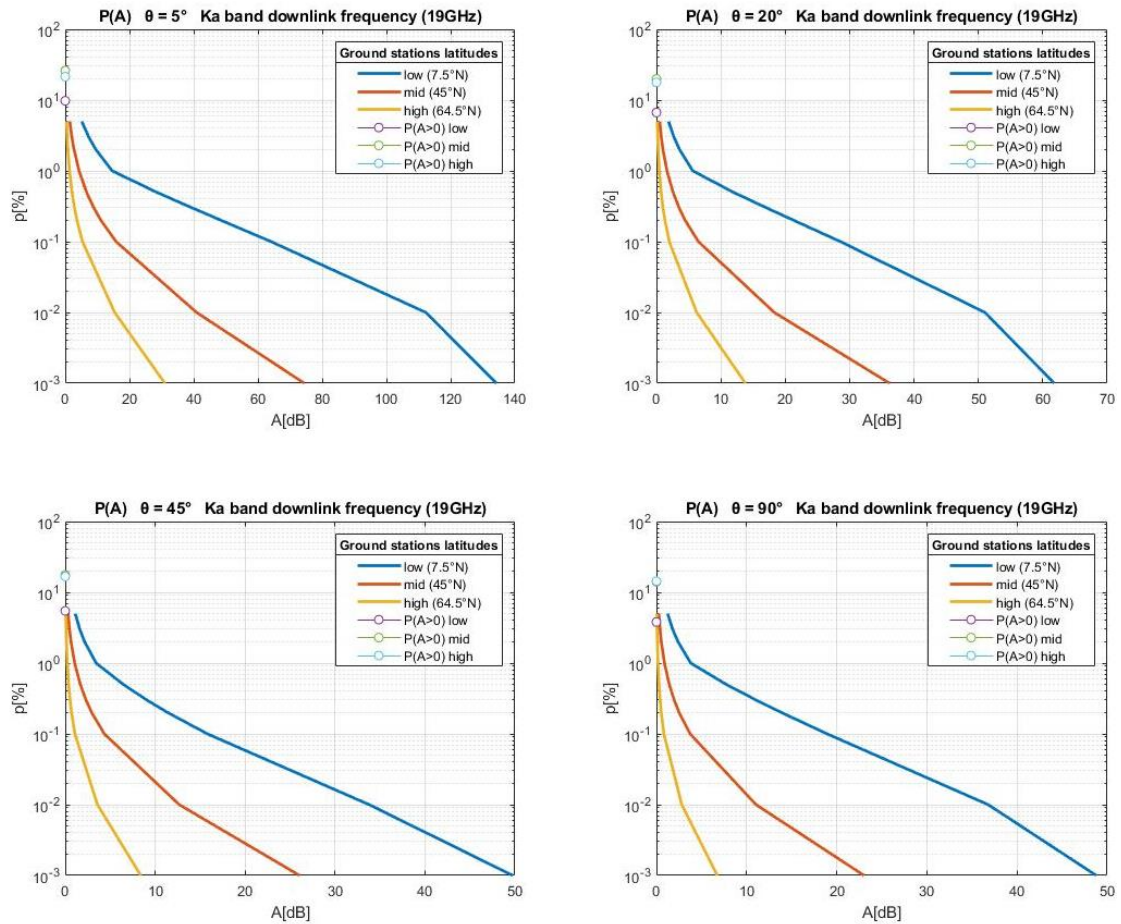 P(A) θ = 5° Ka band downlink frequency (19GHz)
10^2
10^1
10^0
10^-1
10^-2
10^-3
p[%]
0 20 40 60 80 100 120 140
A[dB]
Ground stations latitudes
low (7.5°N)
mid (45°N)
high (64.5°N)
P(A>0) low
P(A>0) mid
P(A>0) high
P(A) θ = 20° Ka band downlink frequency (19GHz)
10^2
10^1
10^0
10^-1
10^-2
10^-3
p[%]
0 10 20 30 40 50 60 70
A[dB]
Ground stations latitudes
low (7.5°N)
mid (45°N)
high (64.5°N)
P(A>0) low
P(A>0) mid
P(A>0) high
P(A) θ = 45° Ka band downlink frequency (19GHz)
10^2
10^1
10^0
10^-1
10^-2
10^-3
p[%]
0 10 20 30 40 50
A[dB]
Ground stations latitudes
low (7.5°N)
mid (45°N)
high (64.5°N)
P(A>0) low
P(A>0) mid
P(A>0) high
P(A) θ = 90° Ka band downlink frequency (19GHz)
10^2
10^1
10^0
10^-1
10^-2
10^-3
p[%]
0 10 20 30 40 50
A[dB]
Ground stations latitudes
low (7.5°N)
mid (45°N)
high (64.5°N)
P(A>0) low
P(A>0) mid
P(A>0) high